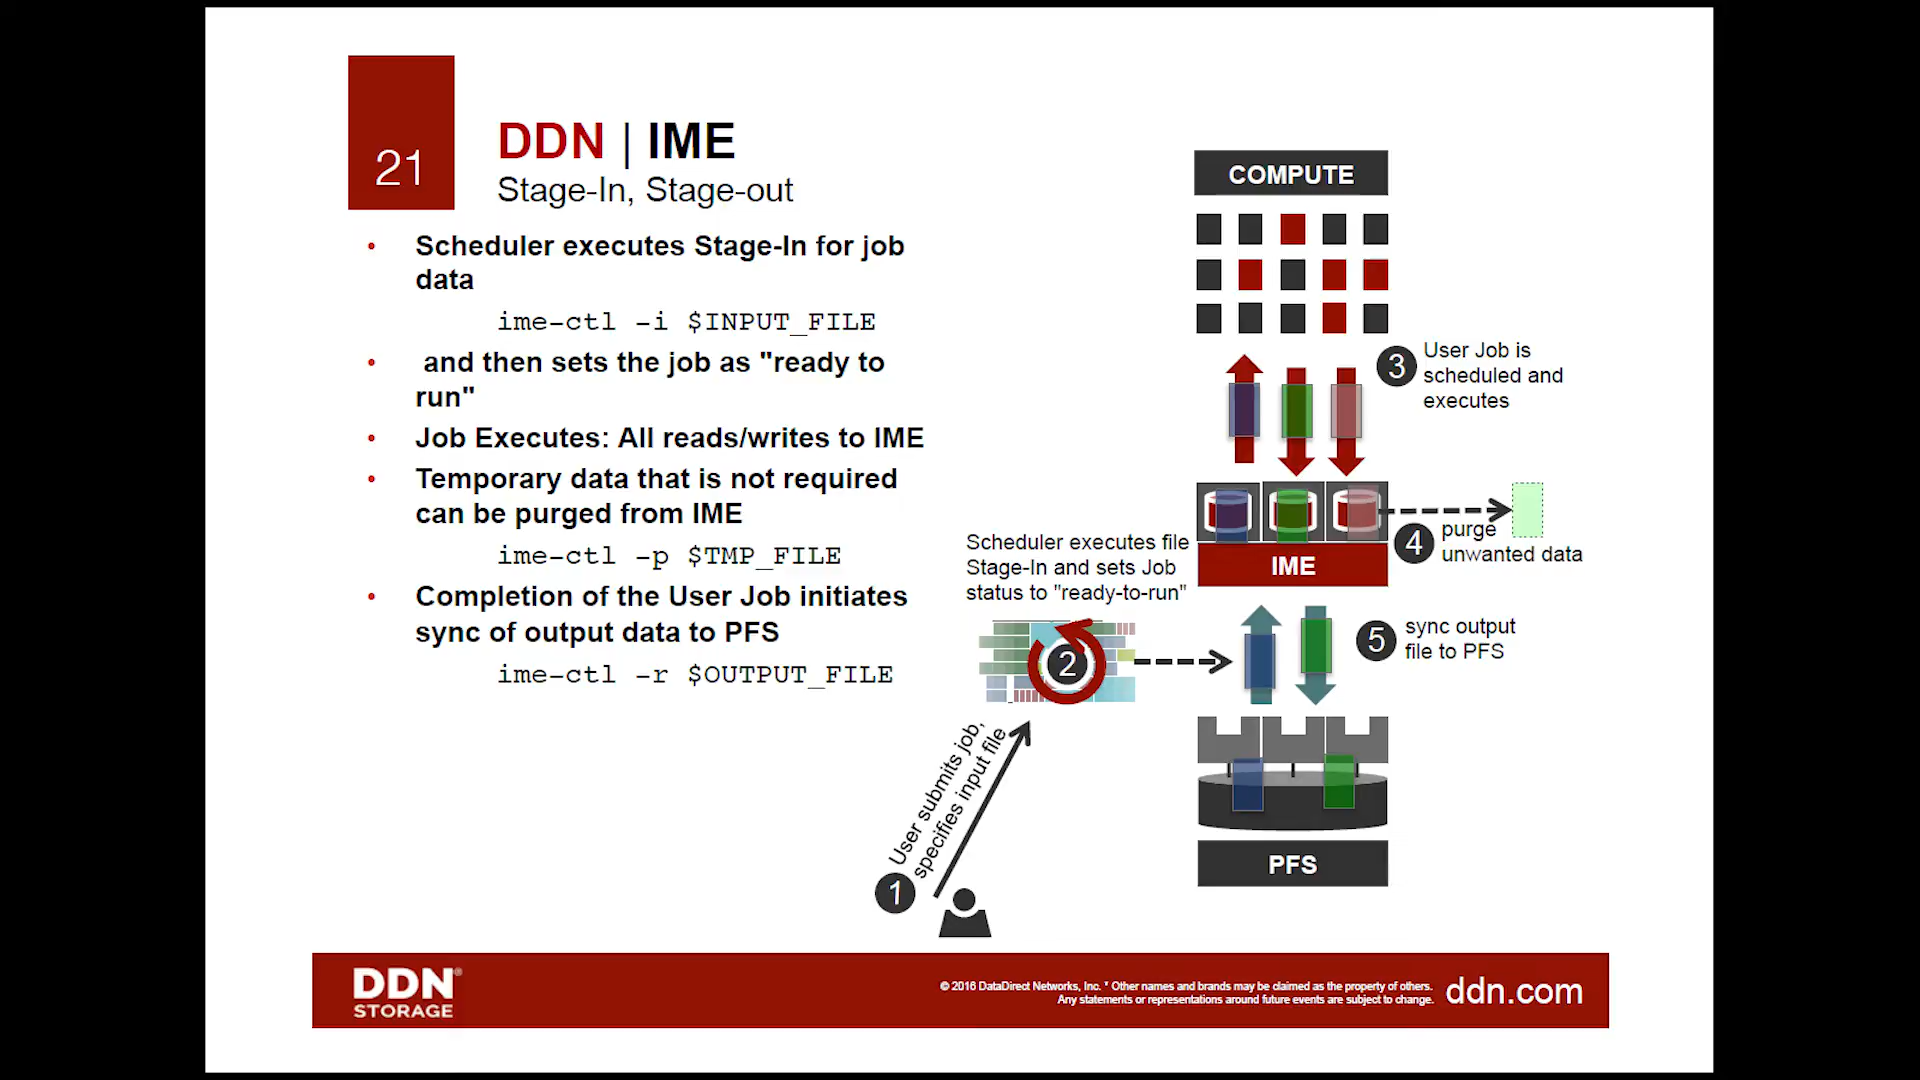 21
DDN | IME
Stage-In, Stage-out
• Scheduler executes Stage-In for job
data
ime-ctl -i $INPUT_FILE
• and then sets the job as "ready to
run"
• Job Executes: All reads/writes to IME
• Temporary data that is not required
can be purged from IME
ime-ctl -p $TMP_FILE
• Completion of the User Job initiates
sync of output data to PFS
ime-ctl -r $OUTPUT_FILE
COMPUTE
3
User Job is
scheduled and
executes
4
purge
unwanted data
IME
Scheduler executes file
Stage-In and sets Job
status to "ready-to-run"
2
5
sync output
file to PFS
User submits job,
specifies input file
1
PFS
DDN®
STORAGE
© 2016 DataDirect Networks, Inc. * Other names and brands may be claimed as the property of others.
Any statements or representations around future events are subject to change.
ddn.com